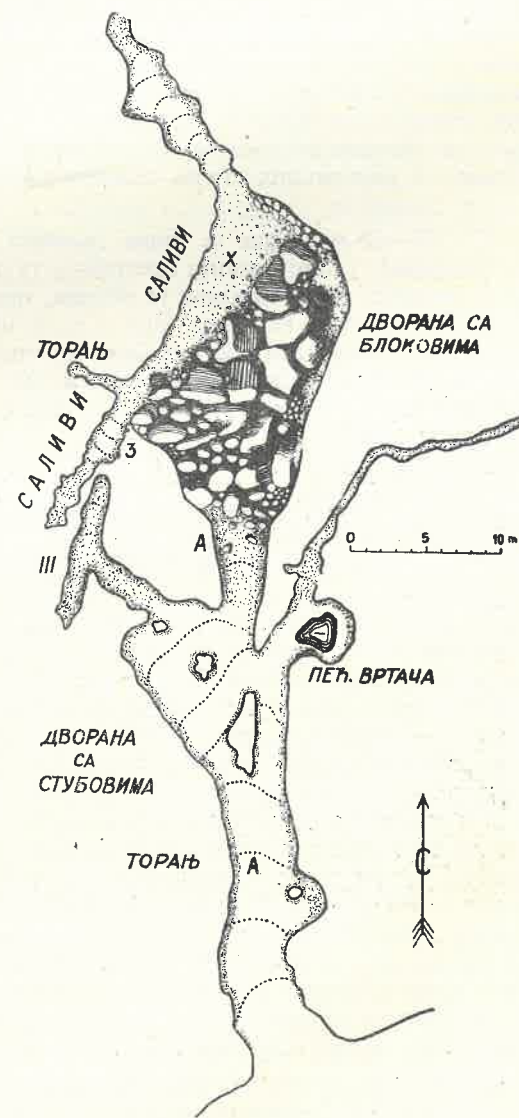 САЛИВИ
X
ТОРАЊ
ДВОРАНА СА
БЛОКОВИМА
САЛИВИ
3
A
0 5 10 m
III
ПЕЋ. ВРТАЧА
ДВОРАНА
СА
СТУБОВИМА
ТОРАЊ
A
С